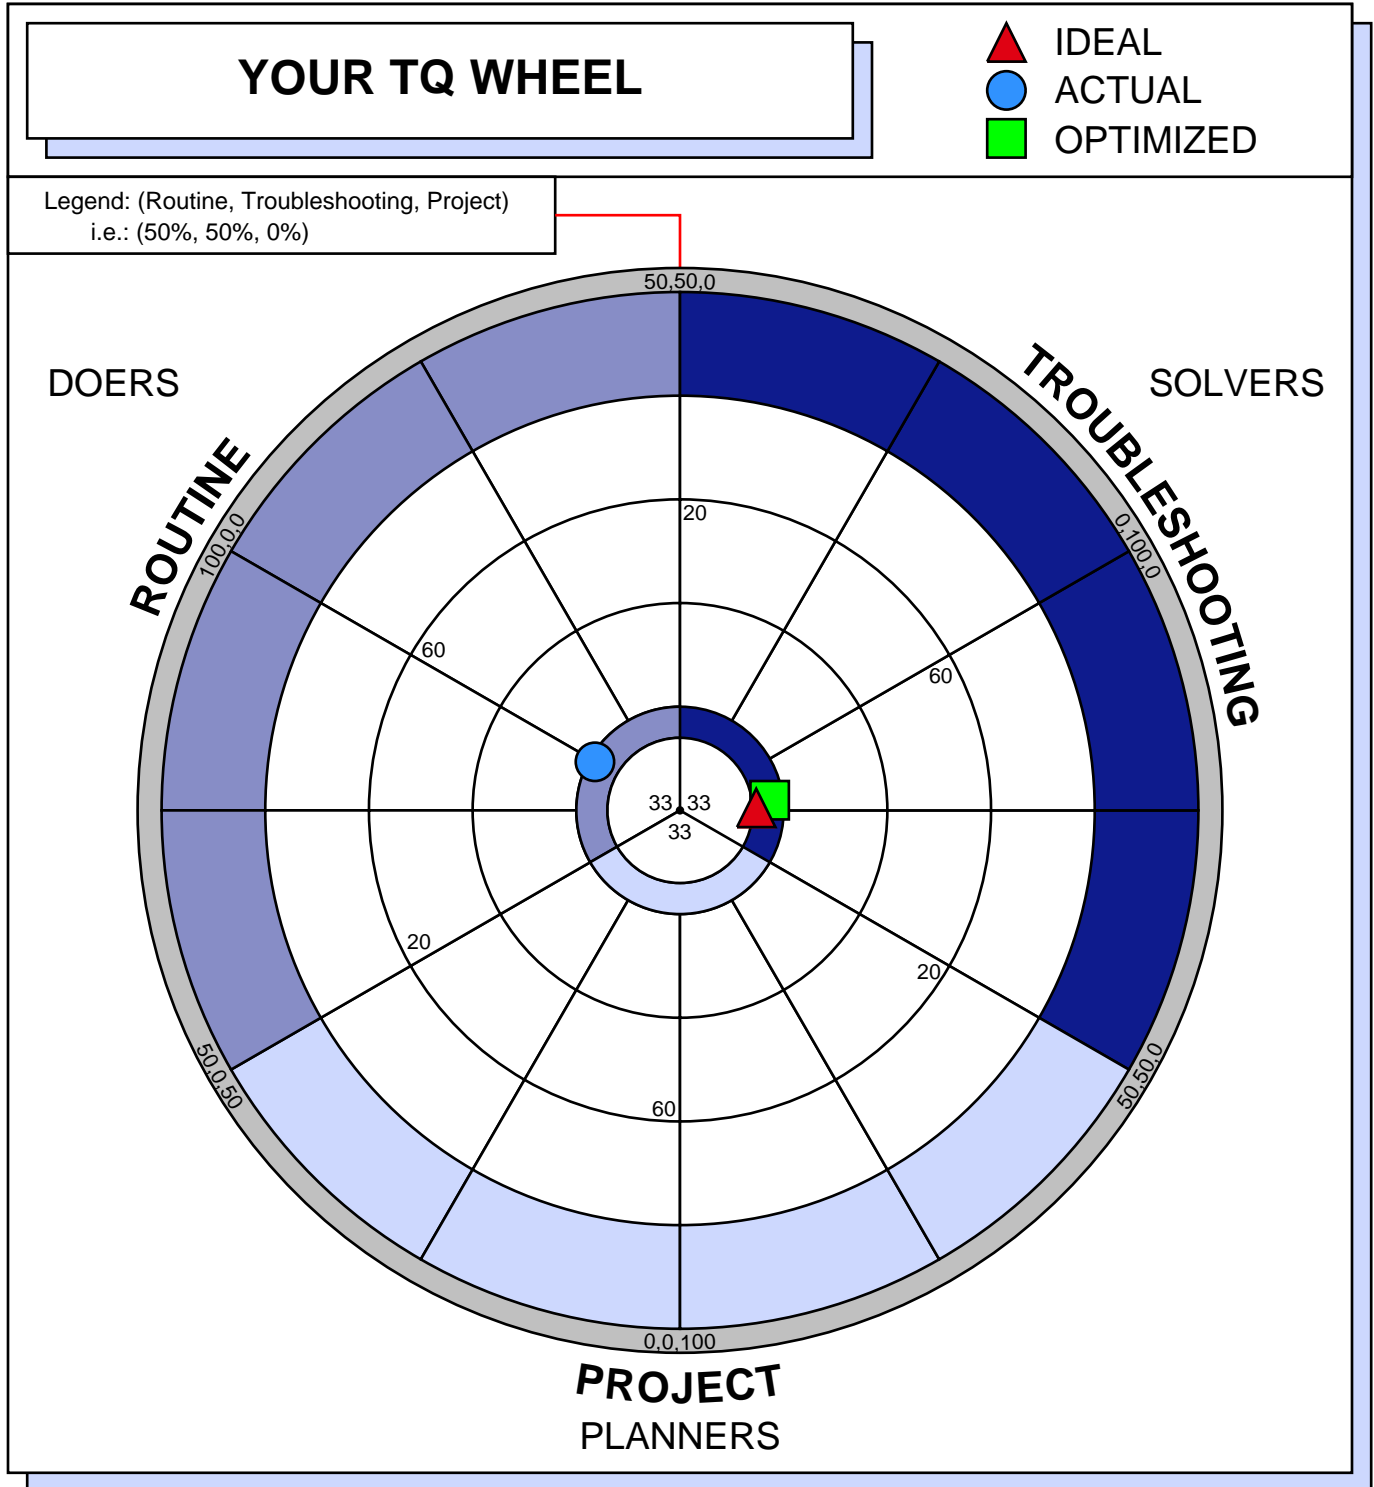 YOUR TQ WHEEL
IDEAL
ACTUAL
OPTIMIZED
Legend: (Routine, Troubleshooting, Project)
i.e.: (50%, 50%, 0%)
50,50,0
DOERS
SOLVERS
ROUTINE
TROUBLESHOOTING
100,0,0
0,100,0
20
60
60
33
33
33
20
20
60
50,0,50
50,50,0
0,0,100
PROJECT
PLANNERS